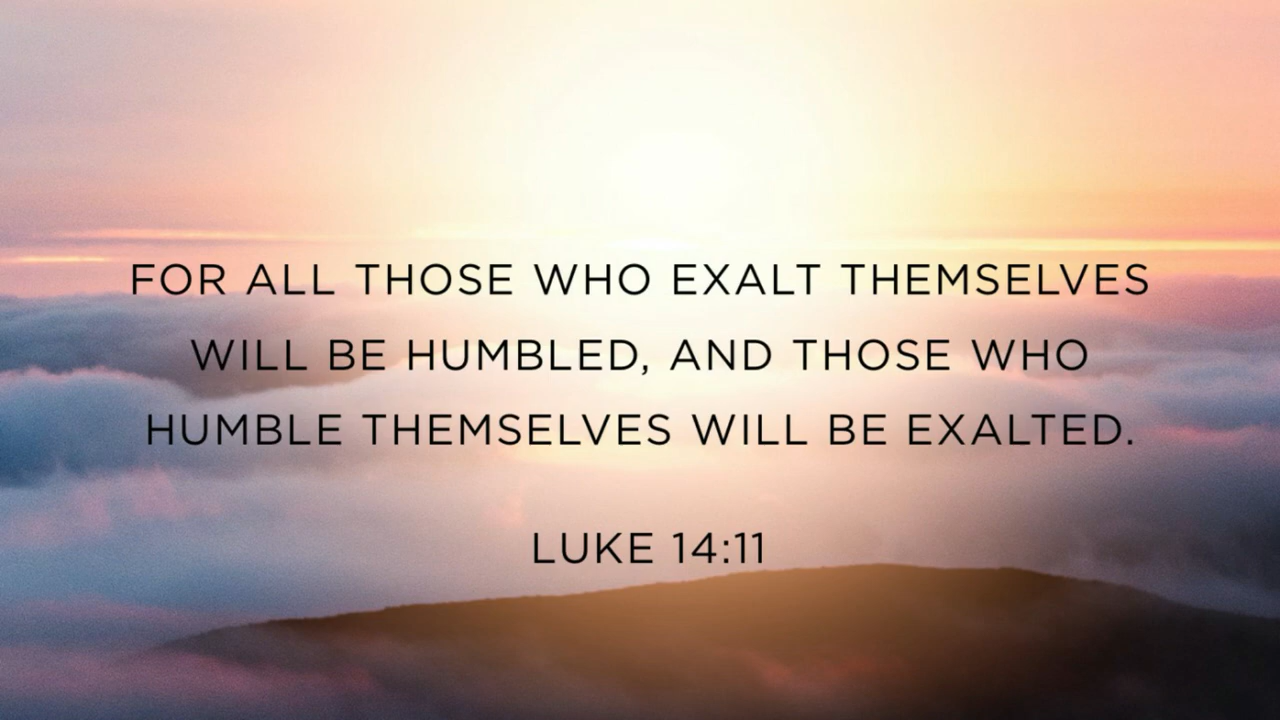 FOR ALL THOSE WHO EXALT THEMSELVES
WILL BE HUMBLED, AND THOSE WHO
HUMBLE THEMSELVES WILL BE EXALTED.
LUKE 14:11